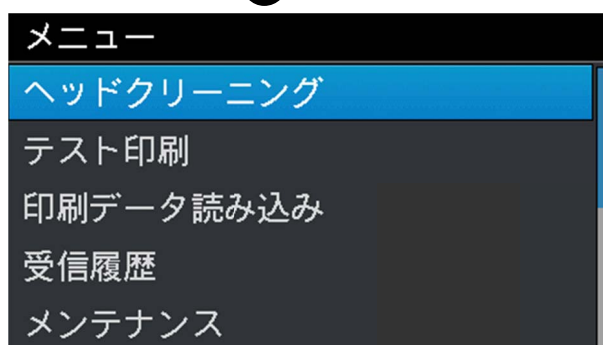 メニュー
ヘッドクリーニング
テスト印刷
印刷データ読み込み
受信履歴
メンテナンス